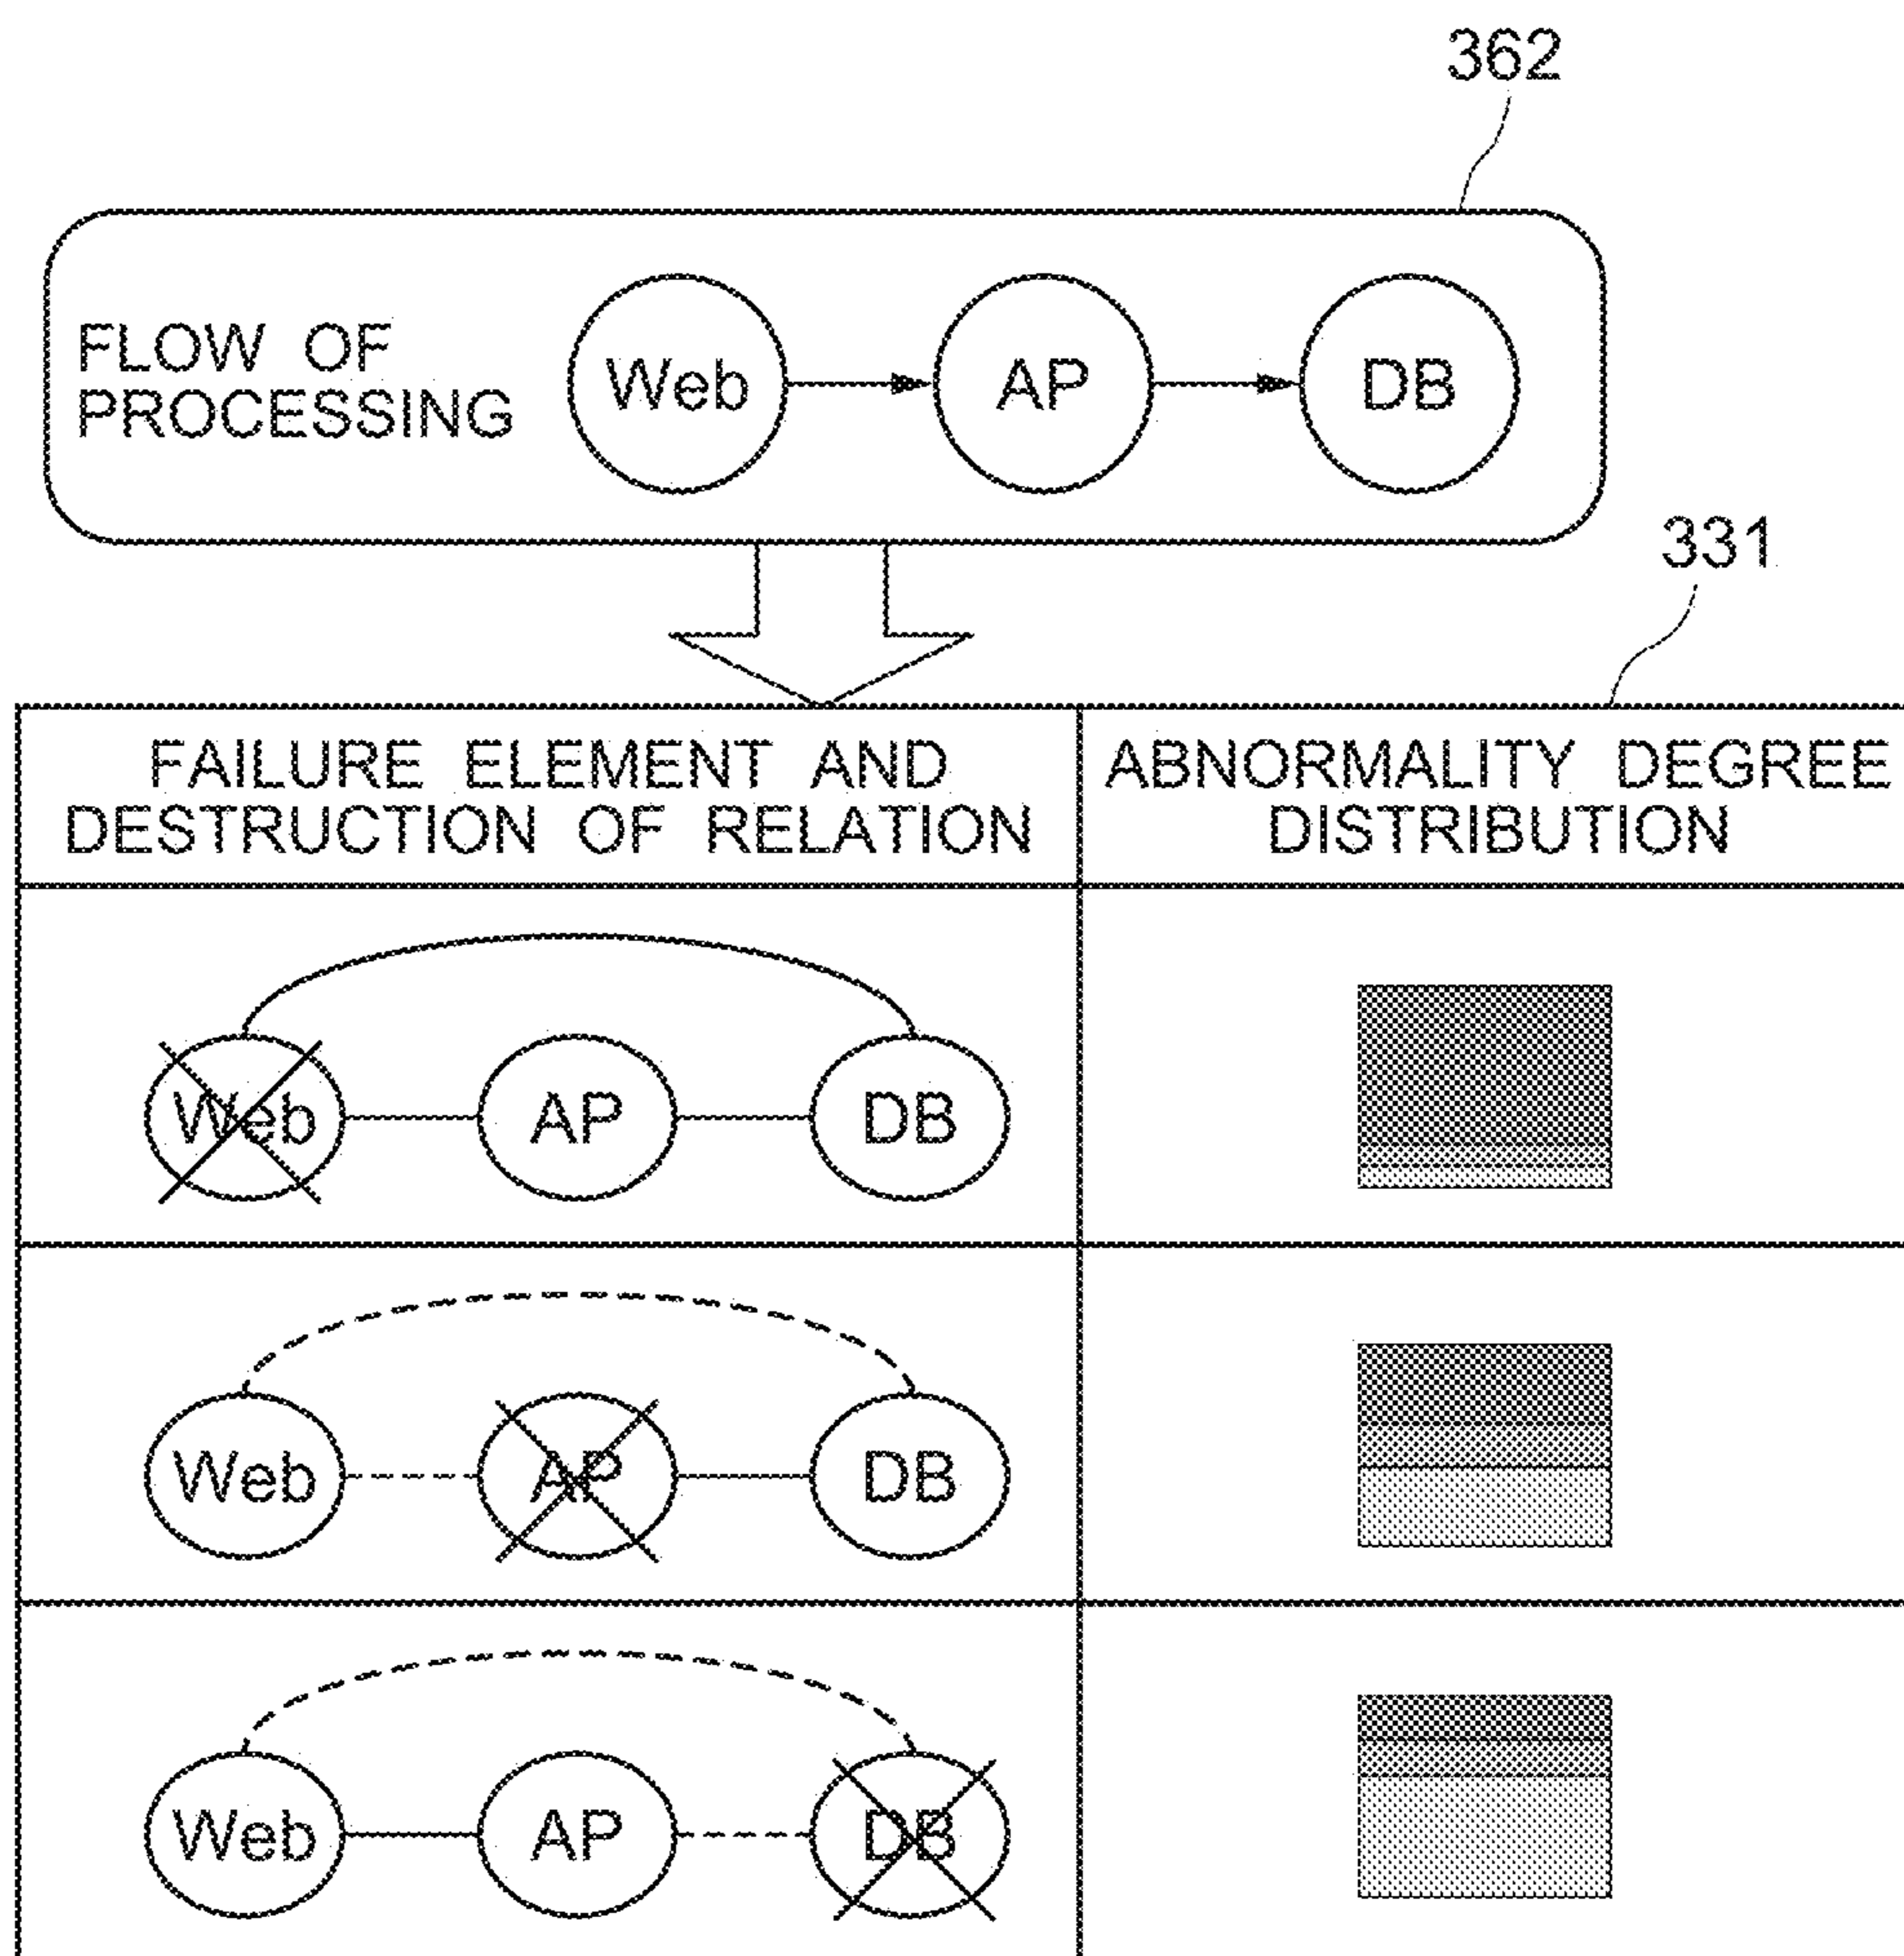 362
FLOW OF
PROCESSING
Web
AP
DB
331
FAILURE ELEMENT AND
DESTRUCTION OF RELATION
ABNORMALITY DEGREE
DISTRIBUTION
Web
AP
DB
Web
AP
DB
Web
AP
DB